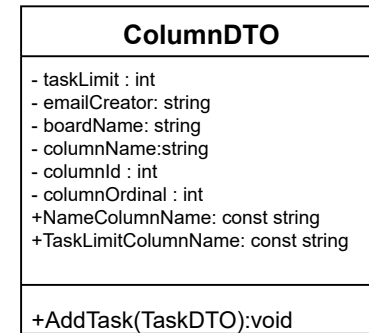 ColumnDTO
- taskLimit : int
- emailCreator: string
- boardName: string
- columnName:string
- columnId : int
- columnOrdinal : int
+NameColumnName: const string
+TaskLimitColumnName: const string
+AddTask(TaskDTO):void